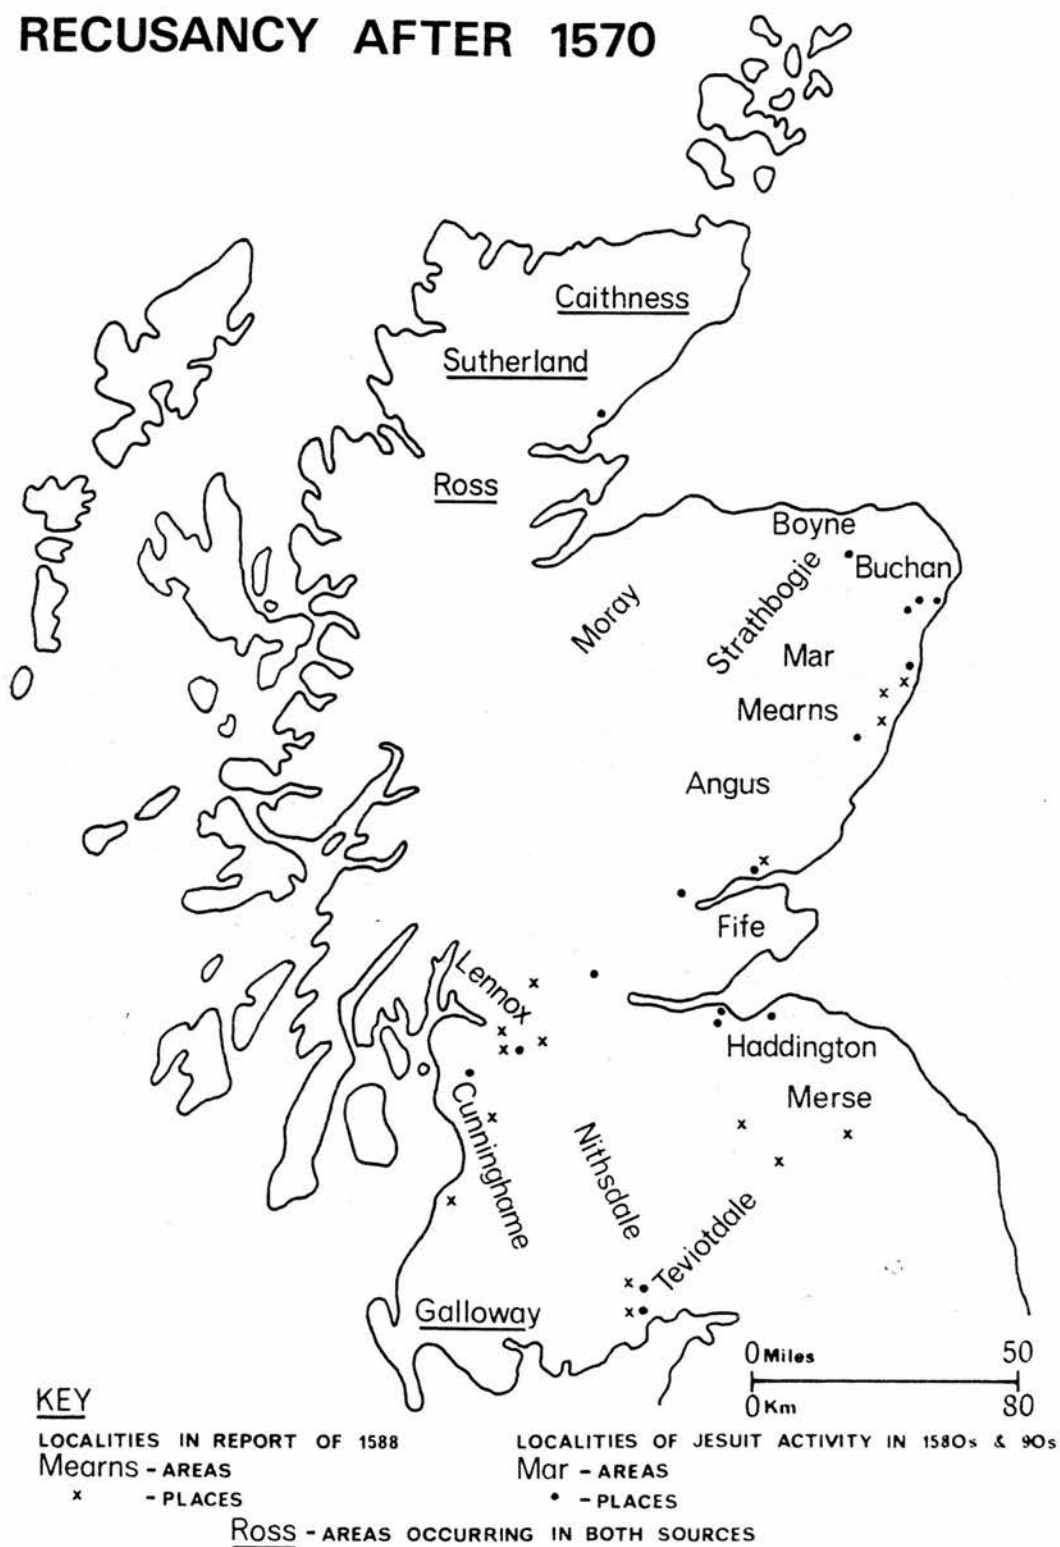 RECUSANCY AFTER 1570
Caithness
Sutherland
Ross
Boyne
Buchan
Strathbogie
Moray
Mar
Mearns
Angus
Fife
Lennox
Haddington
Merse
Cunninghame
Nithsdale
Teviotdale
Galloway
0 Miles 50
0 Km 80
KEY
LOCALITIES IN REPORT OF 1588
Mearns - AREAS
x - PLACES
LOCALITIES OF JESUIT ACTIVITY IN 1580s & 90s
Mar - AREAS
• - PLACES
Ross - AREAS OCCURRING IN BOTH SOURCES